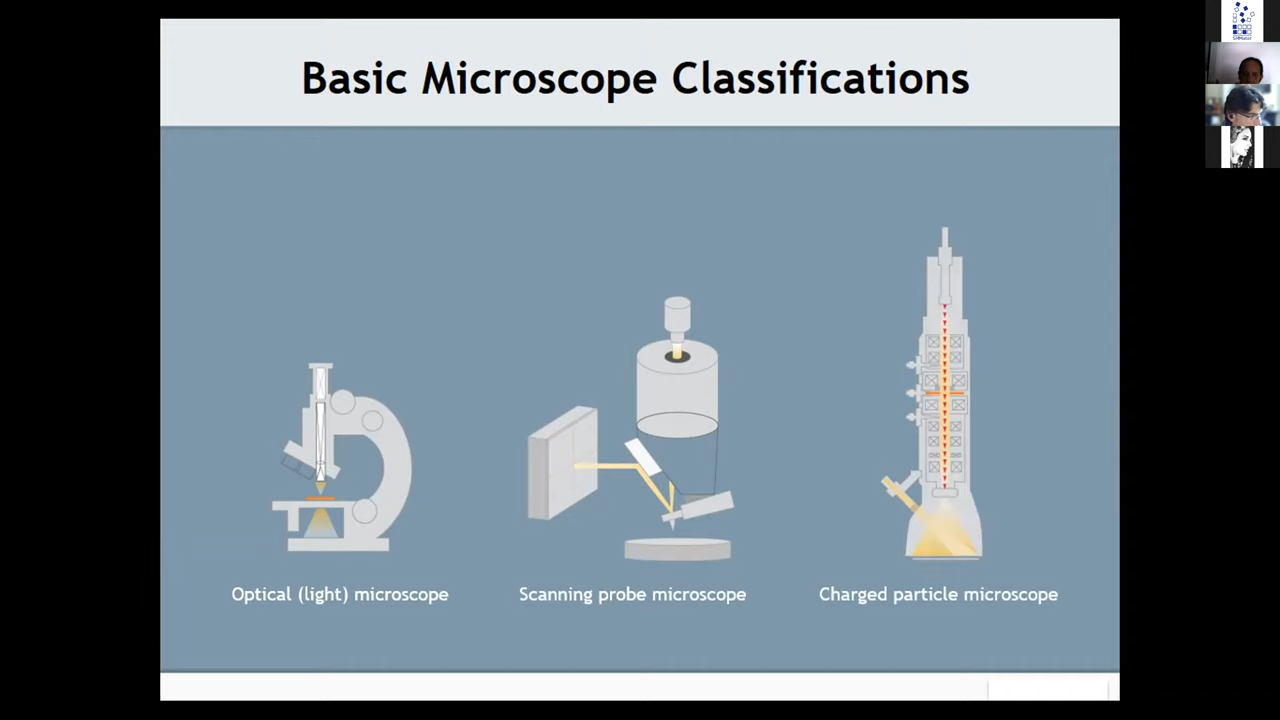 Basic Microscope Classifications
Optical (light) microscope
Scanning probe microscope
Charged particle microscope